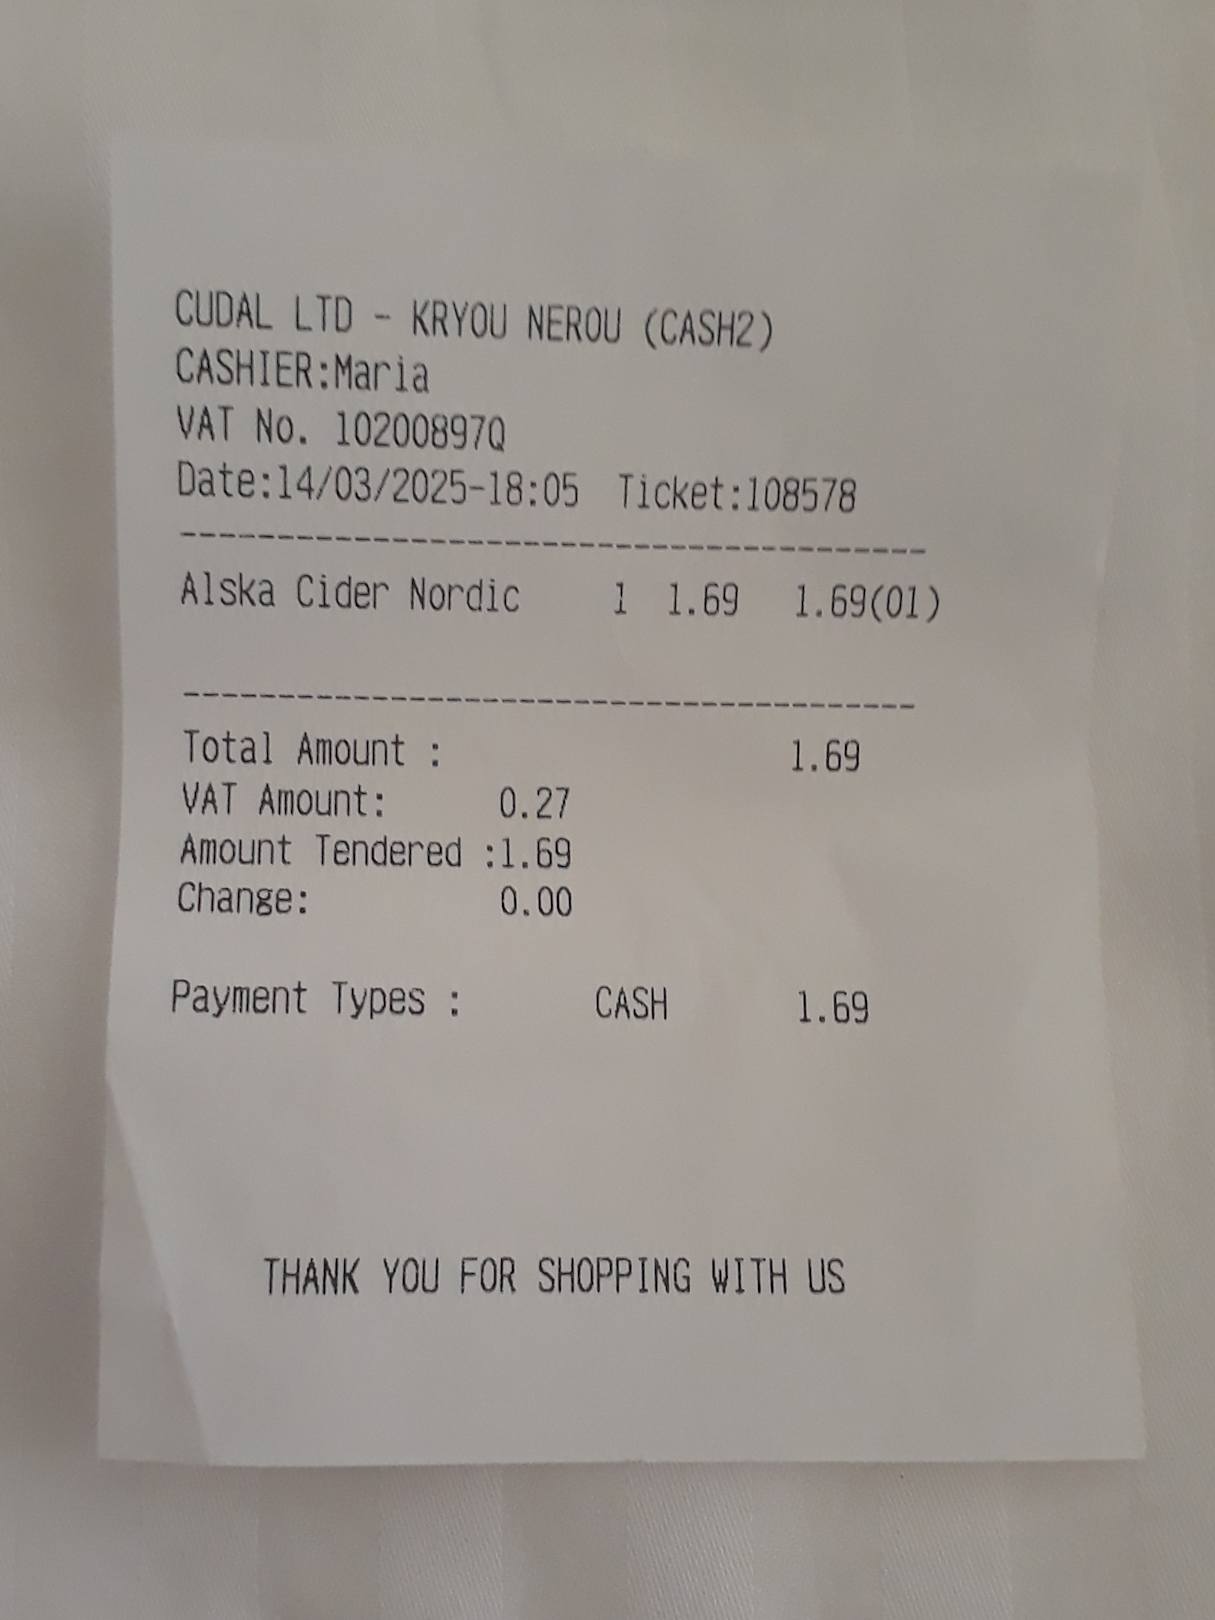 CUDAL LTD - KRYOU NEROU (CASH2)
CASHIER:Maria
VAT No. 10200897Q
Date:14/03/2025-18:05 Ticket:108578
---------------------------------------
Alska Cider Nordic 1 1.69 1.69(01)
---------------------------------------
Total Amount : 1.69
VAT Amount: 0.27
Amount Tendered :1.69
Change: 0.00
Payment Types : CASH 1.69
THANK YOU FOR SHOPPING WITH US